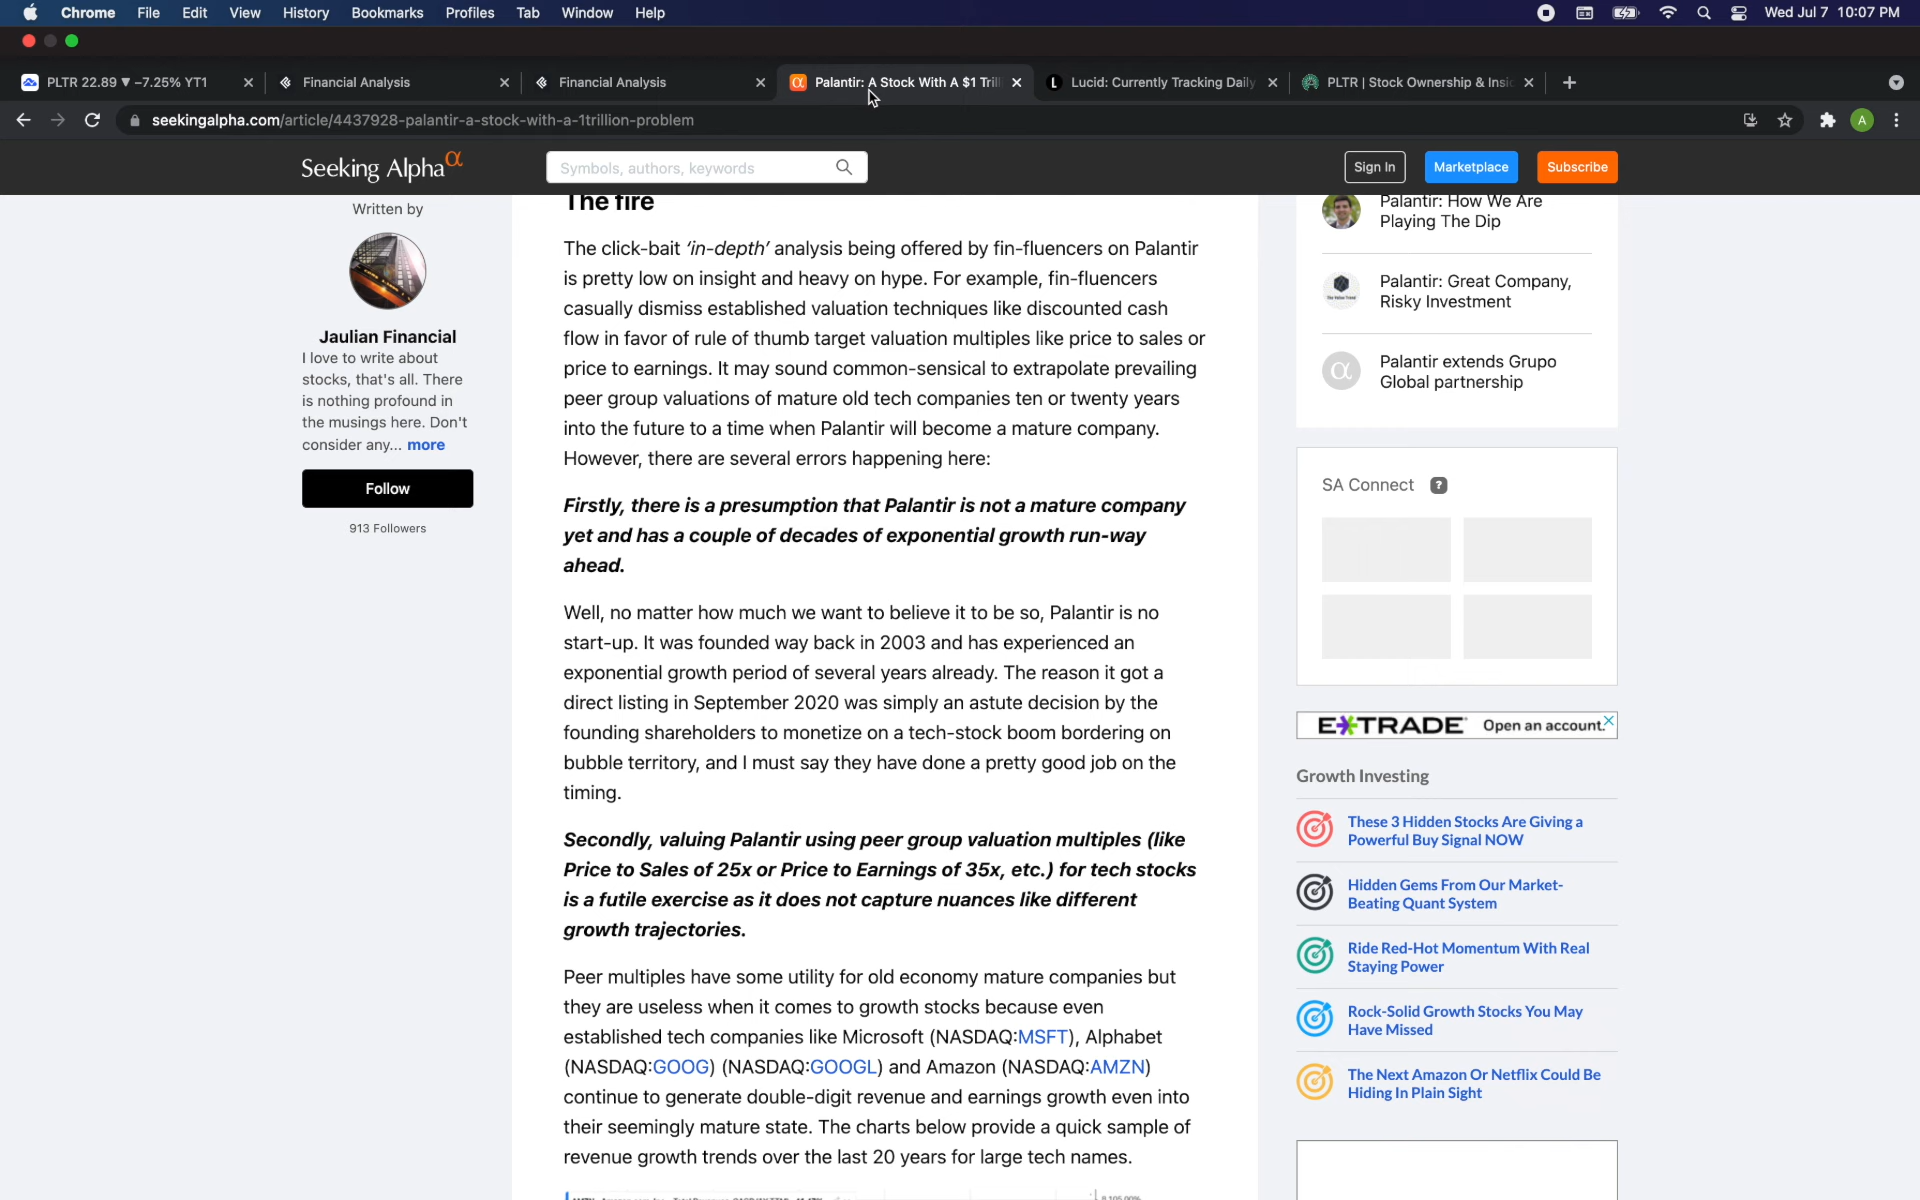 Chrome File Edit View History Bookmarks Profiles Tab Window Help Wed Jul 7 10:07 PM
PLTR 22.89 ▼ −7.25% YT1
Financial Analysis
Financial Analysis
Palantir: A Stock With A $1 Tril
Lucid: Currently Tracking Daily
PLTR | Stock Ownership & Insi
seekingalpha.com/article/4437928-palantir-a-stock-with-a-1trillion-problem
A
Seeking Alpha α
Symbols, authors, keywords
Sign In
Marketplace
Subscribe
Written by
Jaulian Financial
I love to write about
stocks, that's all. There
is nothing profound in
the musings here. Don't
consider any... more
Follow
913 Followers
The fire
The click-bait ‘in-depth’ analysis being offered by fin-fluencers on Palantir
is pretty low on insight and heavy on hype. For example, fin-fluencers
casually dismiss established valuation techniques like discounted cash
flow in favor of rule of thumb target valuation multiples like price to sales or
price to earnings. It may sound common-sensical to extrapolate prevailing
peer group valuations of mature old tech companies ten or twenty years
into the future to a time when Palantir will become a mature company.
However, there are several errors happening here:
Firstly, there is a presumption that Palantir is not a mature company
yet and has a couple of decades of exponential growth run-way
ahead.
Well, no matter how much we want to believe it to be so, Palantir is no
start-up. It was founded way back in 2003 and has experienced an
exponential growth period of several years already. The reason it got a
direct listing in September 2020 was simply an astute decision by the
founding shareholders to monetize on a tech-stock boom bordering on
bubble territory, and I must say they have done a pretty good job on the
timing.
Secondly, valuing Palantir using peer group valuation multiples (like
Price to Sales of 25x or Price to Earnings of 35x, etc.) for tech stocks
is a futile exercise as it does not capture nuances like different
growth trajectories.
Peer multiples have some utility for old economy mature companies but
they are useless when it comes to growth stocks because even
established tech companies like Microsoft (NASDAQ:MSFT), Alphabet
(NASDAQ:GOOG) (NASDAQ:GOOGL) and Amazon (NASDAQ:AMZN)
continue to generate double-digit revenue and earnings growth even into
their seemingly mature state. The charts below provide a quick sample of
revenue growth trends over the last 20 years for large tech names.
Palantir: How We Are
Playing The Dip
Palantir: Great Company,
Risky Investment
Palantir extends Grupo
Global partnership
SA Connect ?
E*TRADE Open an account.
Growth Investing
These 3 Hidden Stocks Are Giving a
Powerful Buy Signal NOW
Hidden Gems From Our Market-
Beating Quant System
Ride Red-Hot Momentum With Real
Staying Power
Rock-Solid Growth Stocks You May
Have Missed
The Next Amazon Or Netflix Could Be
Hiding In Plain Sight